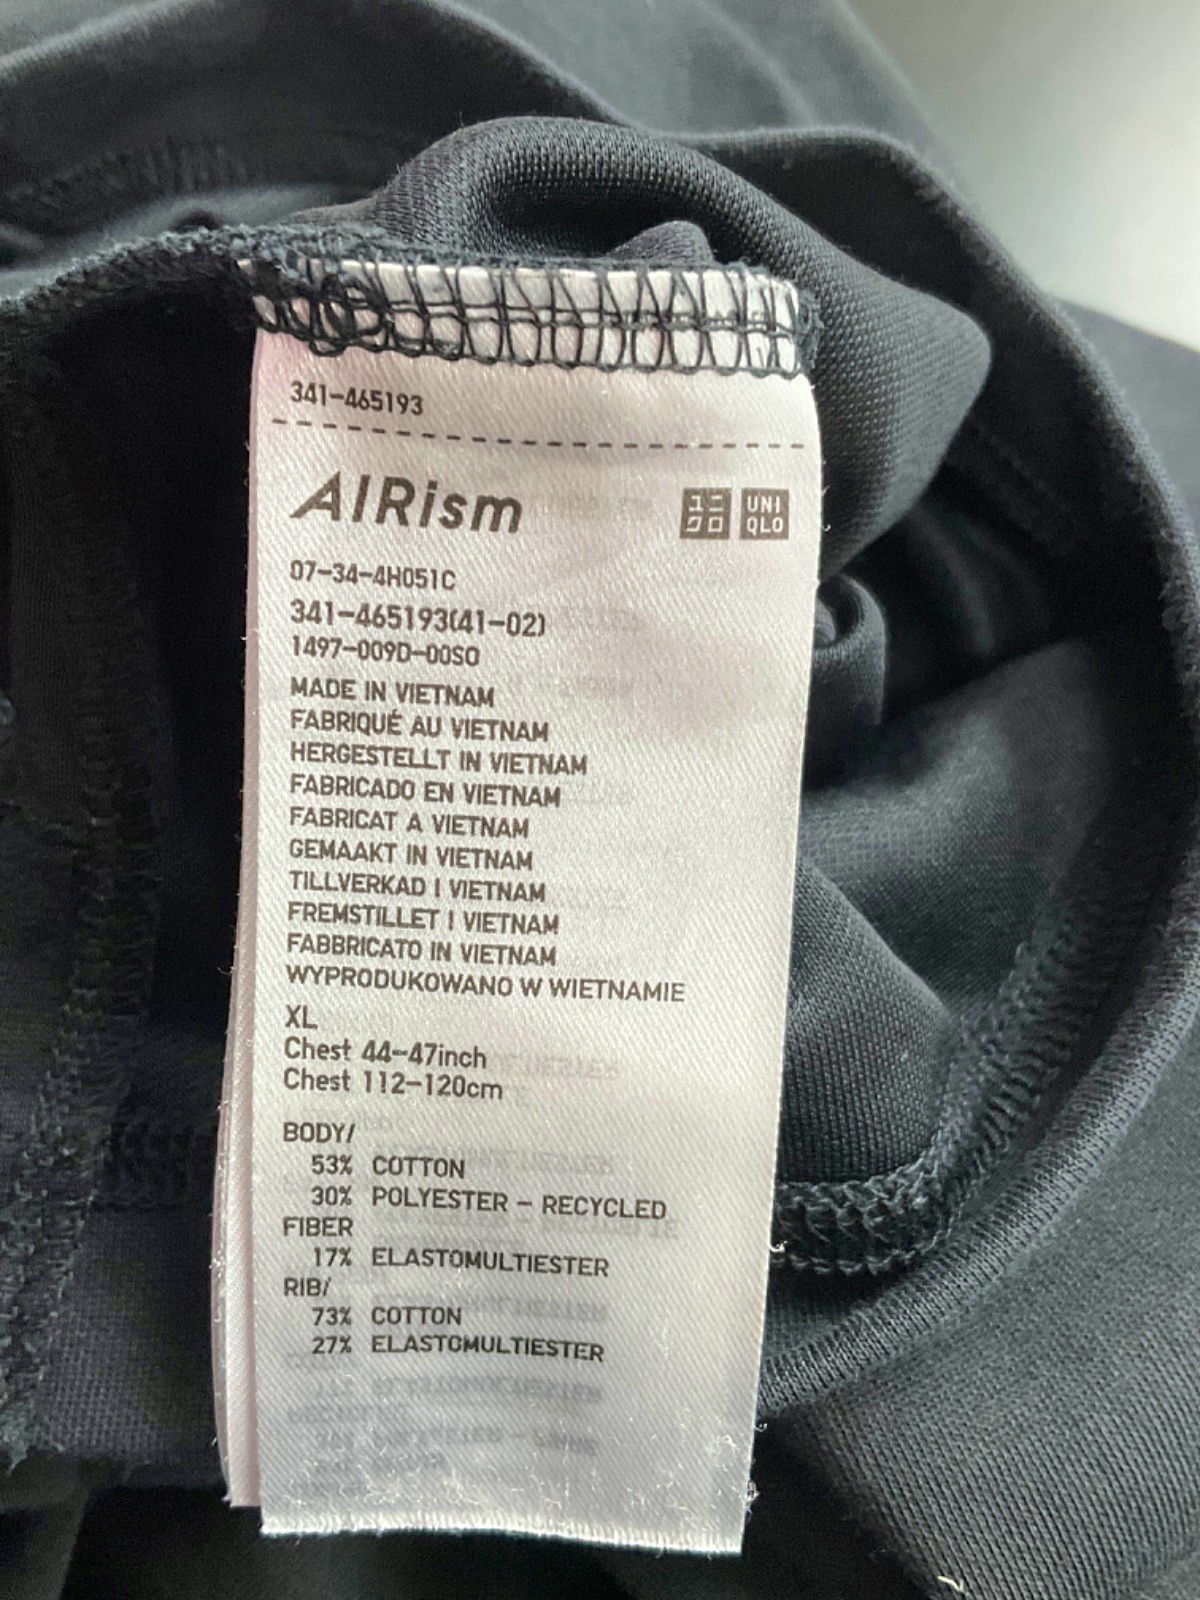 341-465193
AIRism
ユニ
クロ
UNI
QLO
07-34-4H051C
341-465193(41-02)
1497-009D-00S0
MADE IN VIETNAM
FABRIQUÉ AU VIETNAM
HERGESTELLT IN VIETNAM
FABRICADO EN VIETNAM
FABRICAT A VIETNAM
GEMAAKT IN VIETNAM
TILLVERKAD I VIETNAM
FREMSTILLET I VIETNAM
FABBRICATO IN VIETNAM
WYPRODUKOWANO W WIETNAMIE
XL
Chest 44-47inch
Chest 112-120cm
BODY/
53% COTTON
30% POLYESTER - RECYCLED
FIBER
17% ELASTOMULTIESTER
RIB/
73% COTTON
27% ELASTOMULTIESTER